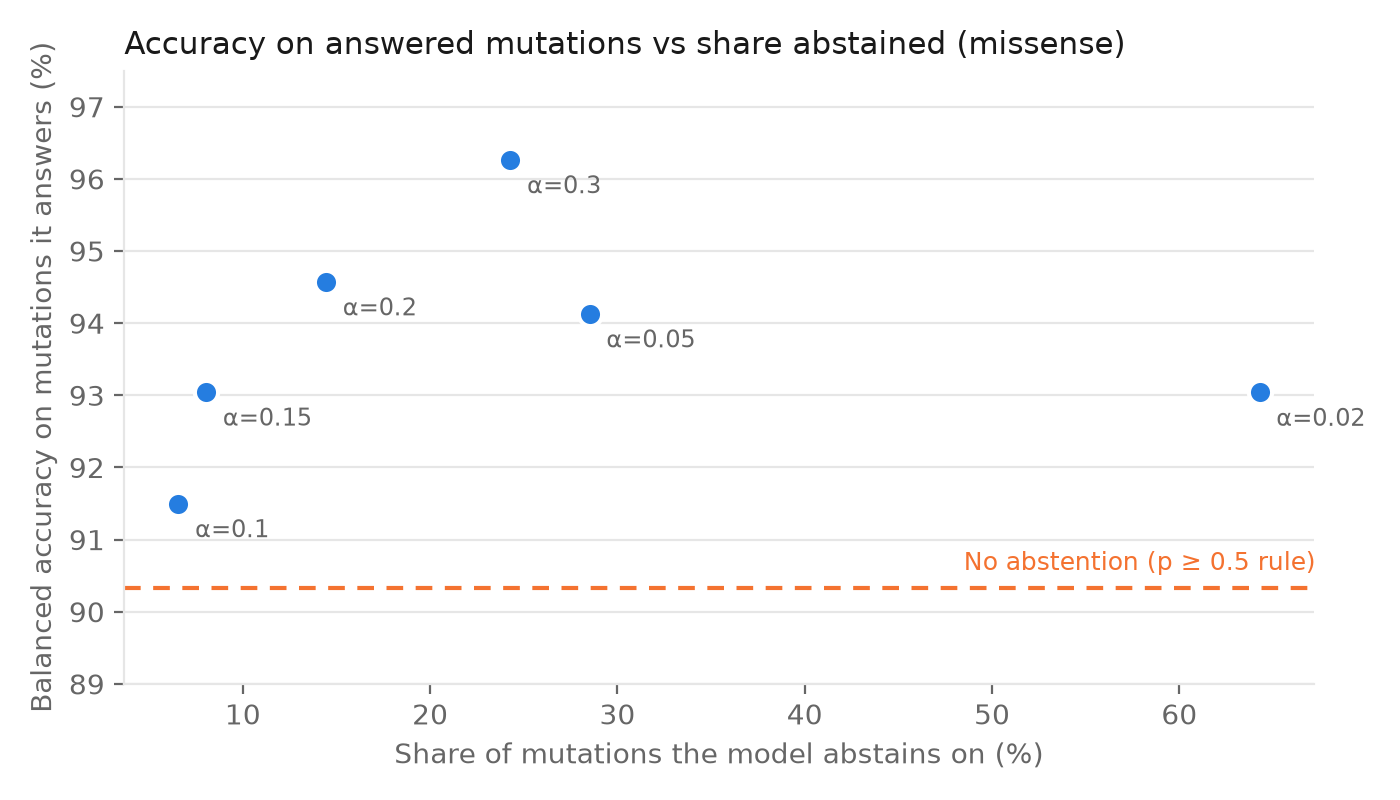 Accuracy on answered mutations vs share abstained (missense)
Balanced accuracy on mutations it answers (%)
97
96
95
94
93
92
91
90
89
α=0.3
α=0.2
α=0.05
α=0.15
α=0.02
α=0.1
No abstention (p ≥ 0.5 rule)
10 20 30 40 50 60
Share of mutations the model abstains on (%)